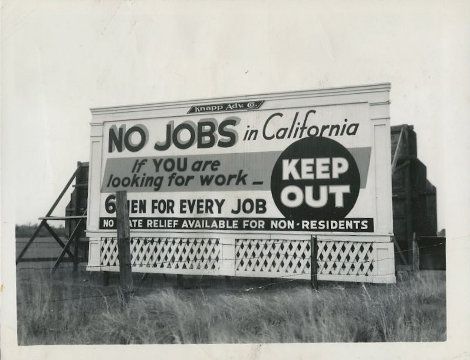 Knapp Adv. Co.
NO JOBS in California
If YOU are
looking for work —
KEEP
OUT
6 MEN FOR EVERY JOB
NO STATE RELIEF AVAILABLE FOR NON-RESIDENTS